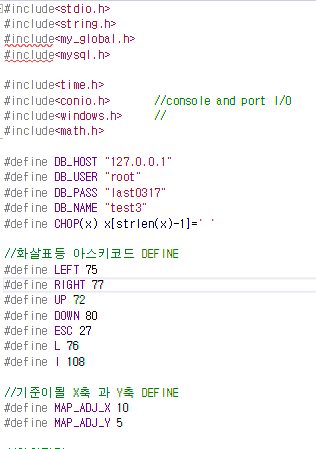 #include<stdio.h>
#include<string.h>
#include<my_global.h>
#include<mysql.h>
#include<time.h>
#include<conio.h> //console and port I/O
#include<windows.h> //
#include<math.h>
#define DB_HOST "127.0.0.1"
#define DB_USER "root"
#define DB_PASS "last0317"
#define DB_NAME "test3"
#define CHOP(x) x[strlen(x)-1]=' '
//화살표등 아스키코드 DEFINE
#define LEFT 75
#define RIGHT 77
#define UP 72
#define DOWN 80
#define ESC 27
#define L 76
#define l 108
//기준이될 X축 과 Y축 DEFINE
#define MAP_ADJ_X 10
#define MAP_ADJ_Y 5